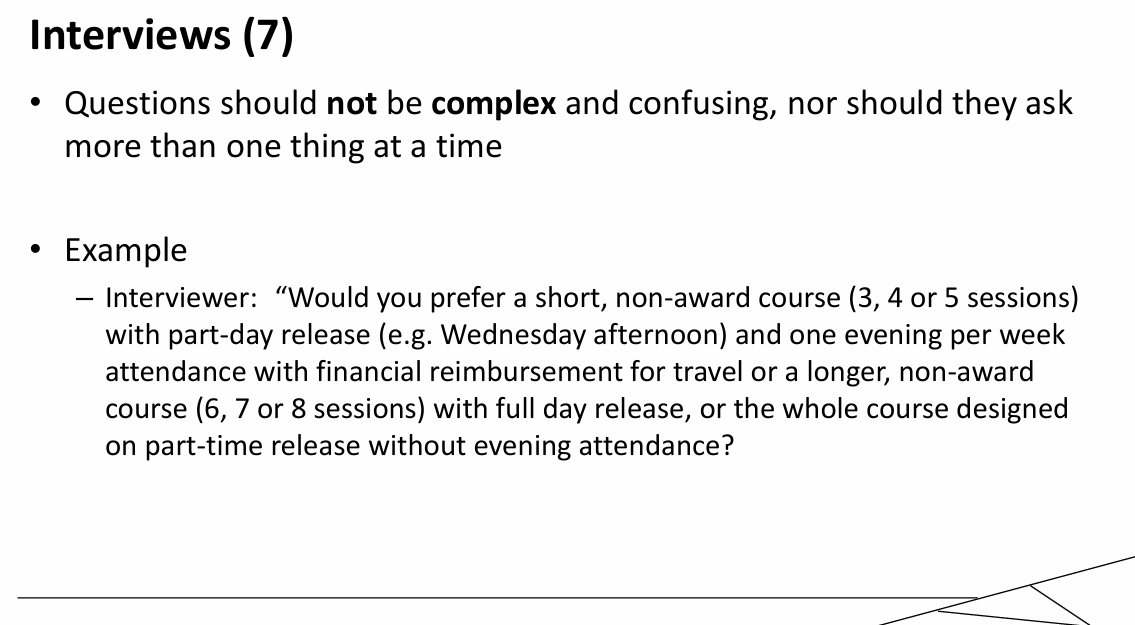 Interviews (7)
• Questions should not be complex and confusing, nor should they ask
more than one thing at a time
• Example
– Interviewer:  “Would you prefer a short, non-award course (3, 4 or 5 sessions)
with part-day release (e.g. Wednesday afternoon) and one evening per week
attendance with financial reimbursement for travel or a longer, non-award
course (6, 7 or 8 sessions) with full day release, or the whole course designed
on part-time release without evening attendance?